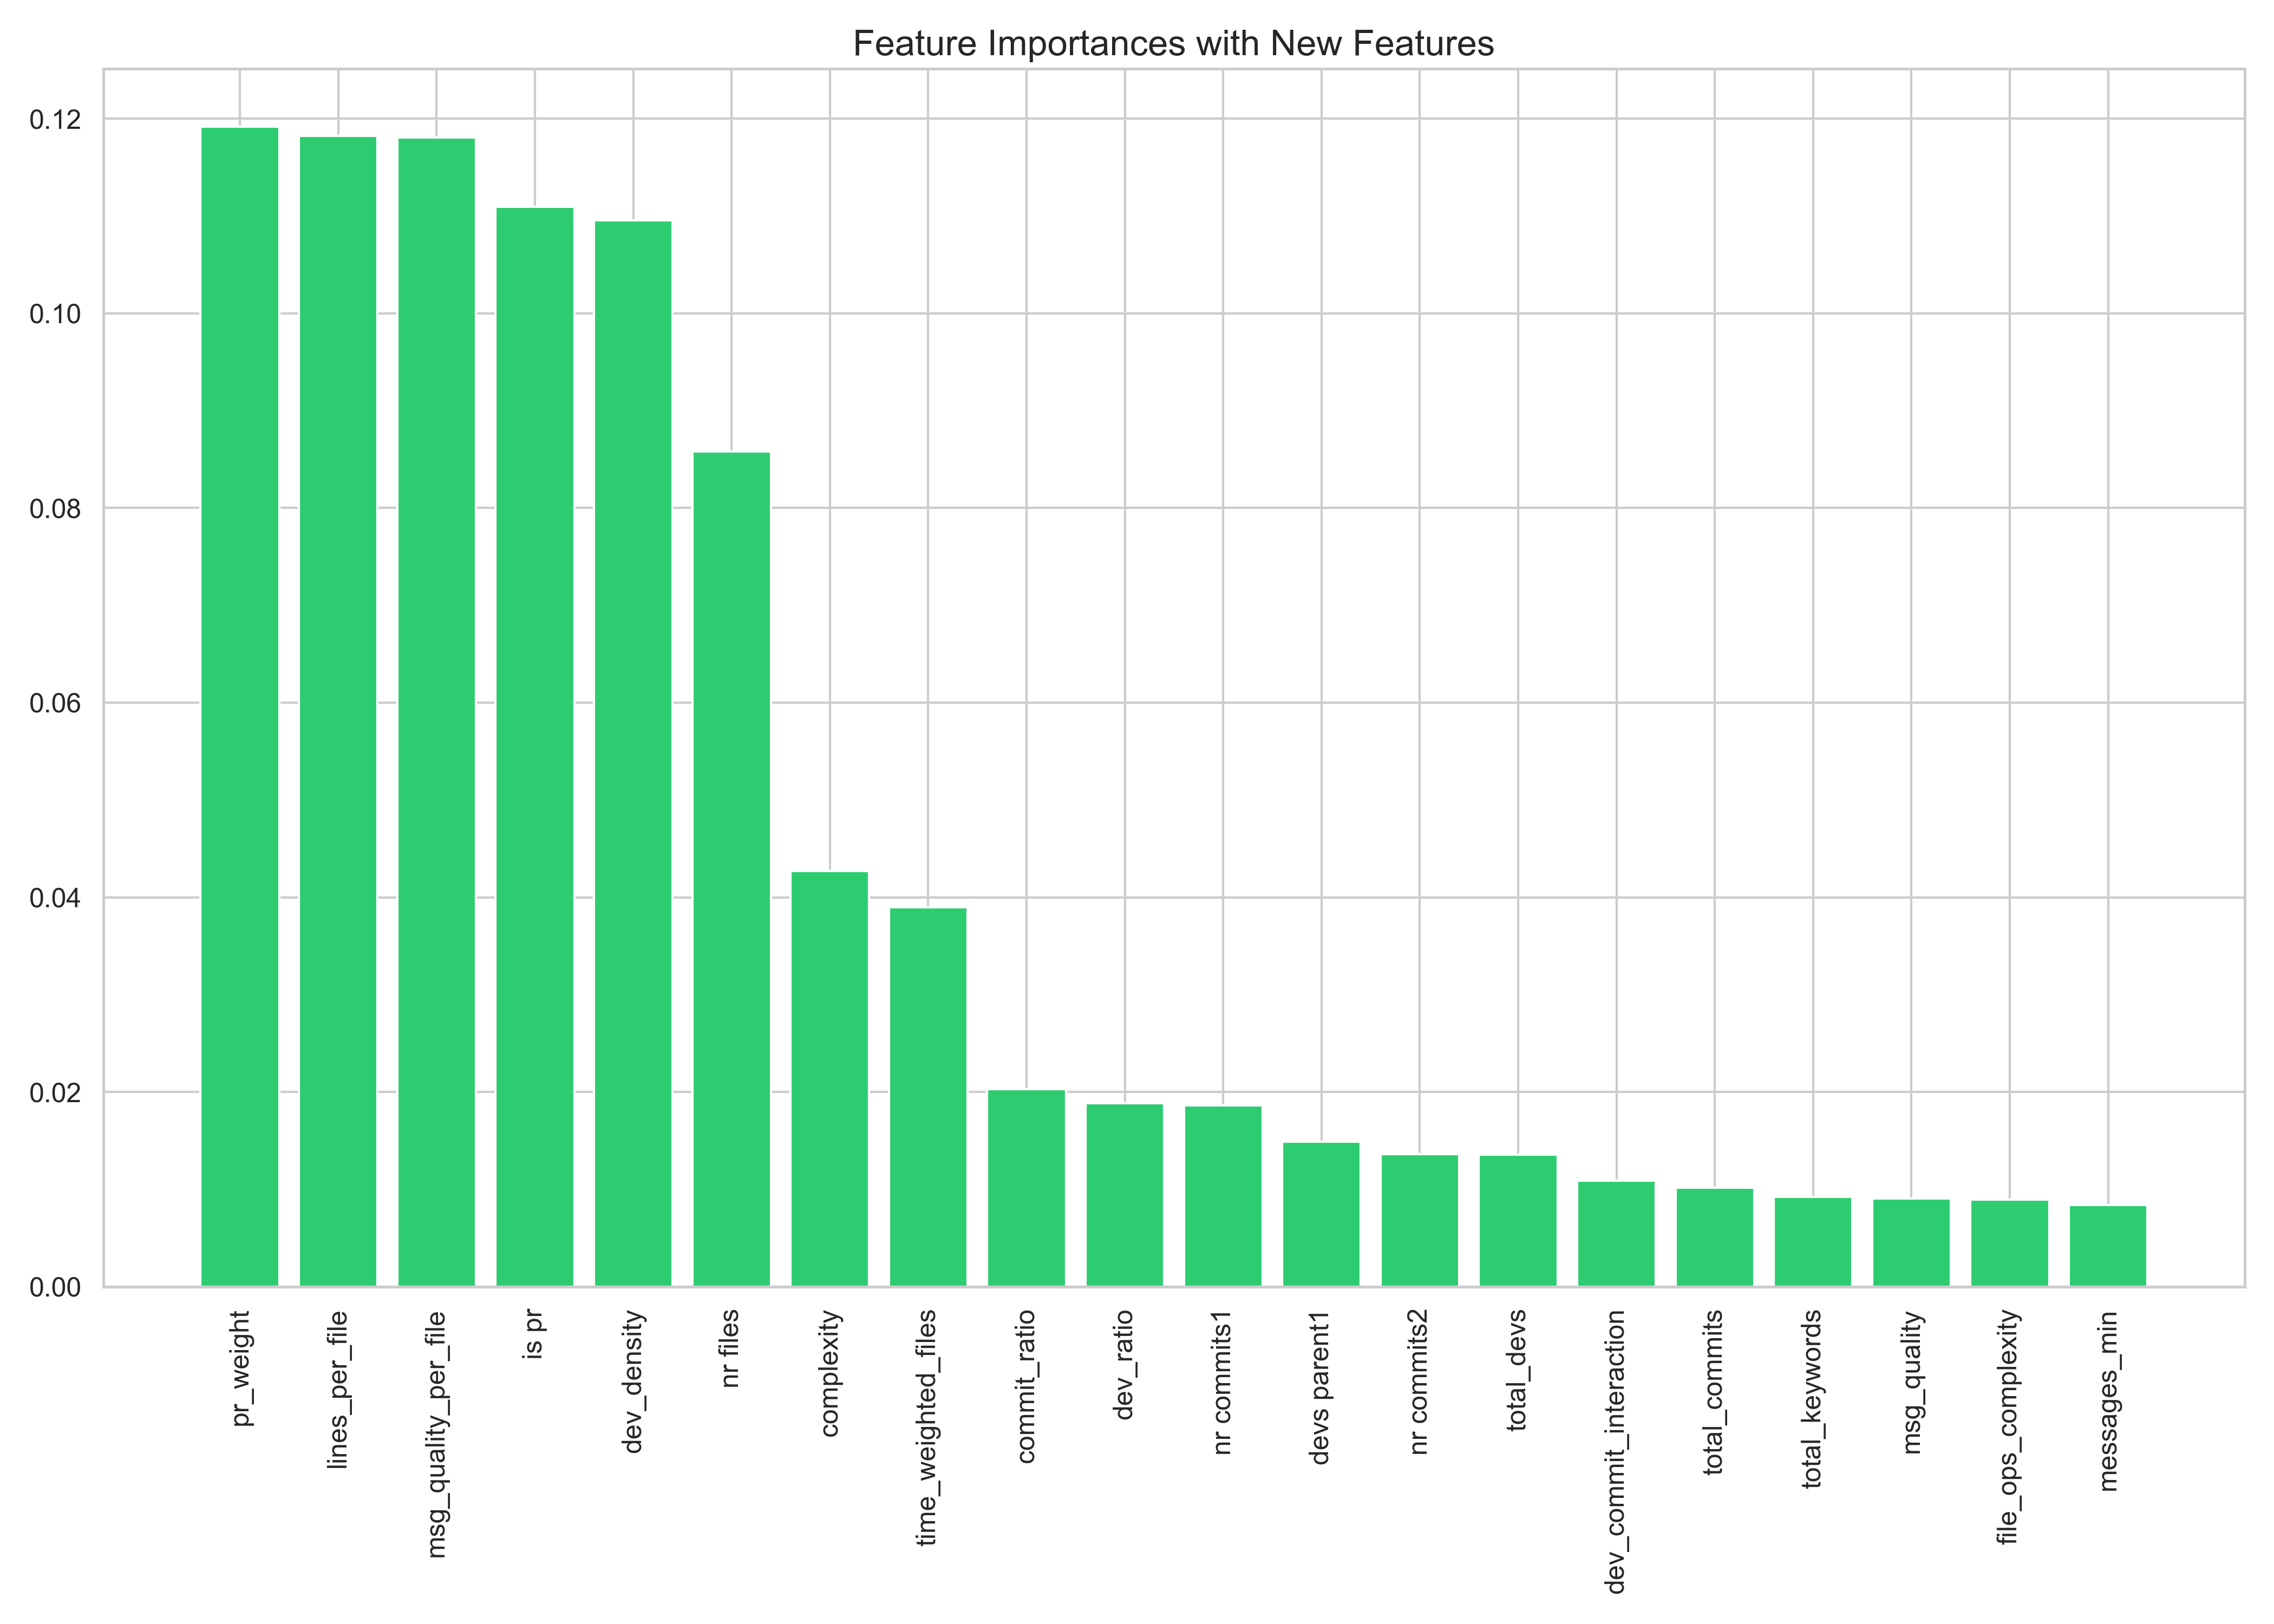 Feature Importances with New Features
0.12
0.10
0.08
0.06
0.04
0.02
0.00
pr_weight
lines_per_file
msg_quality_per_file
is pr
dev_density
nr files
complexity
time_weighted_files
commit_ratio
dev_ratio
nr commits1
devs parent1
nr commits2
total_devs
dev_commit_interaction
total_commits
total_keywords
msg_quality
file_ops_complexity
messages_min